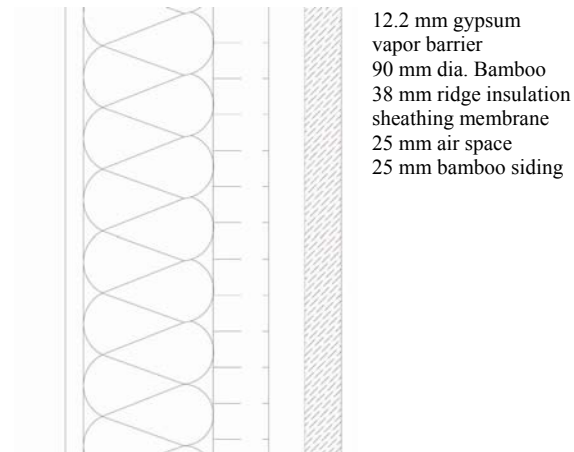 12.2 mm gypsum
vapor barrier
90 mm dia. Bamboo
38 mm ridge insulation
sheathing membrane
25 mm air space
25 mm bamboo siding